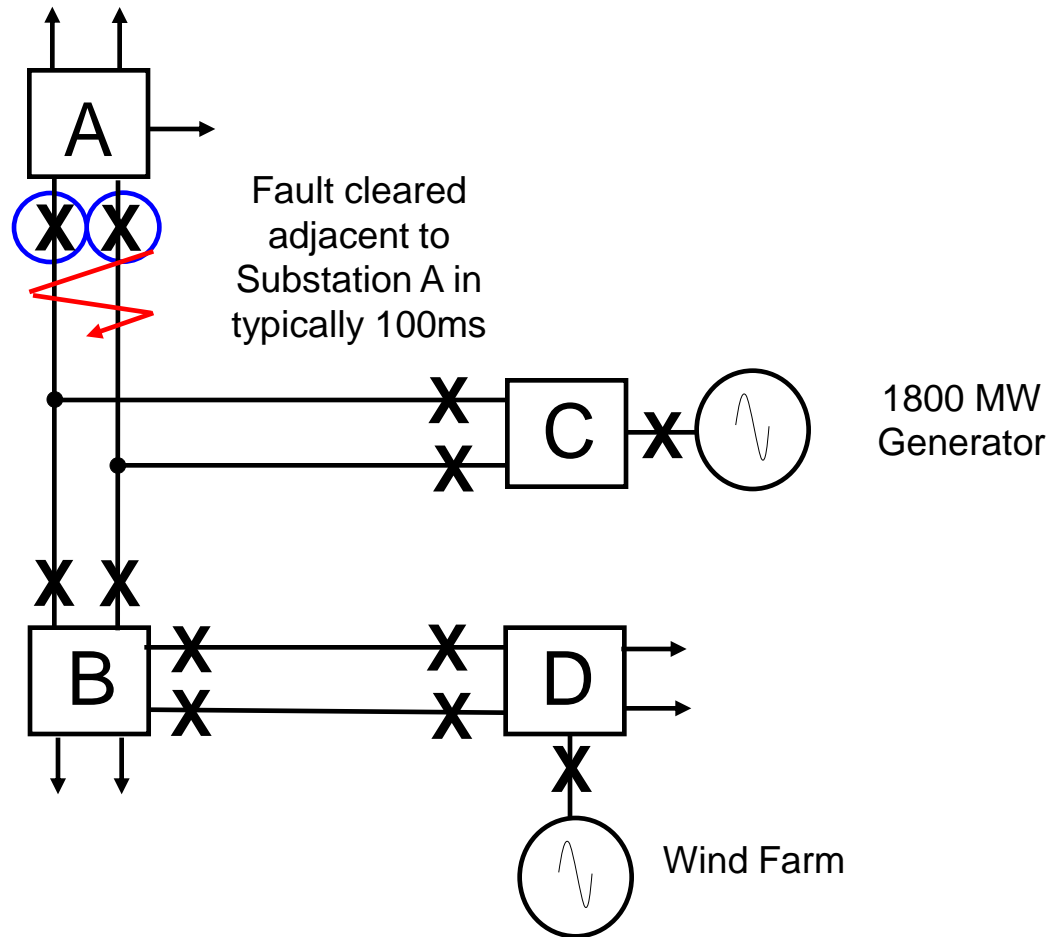 A
X X
Fault cleared
adjacent to
Substation A in
typically 100ms
X
C
X
X
1800 MW
Generator
X X
B
X
X
X
X
D
X
Wind Farm